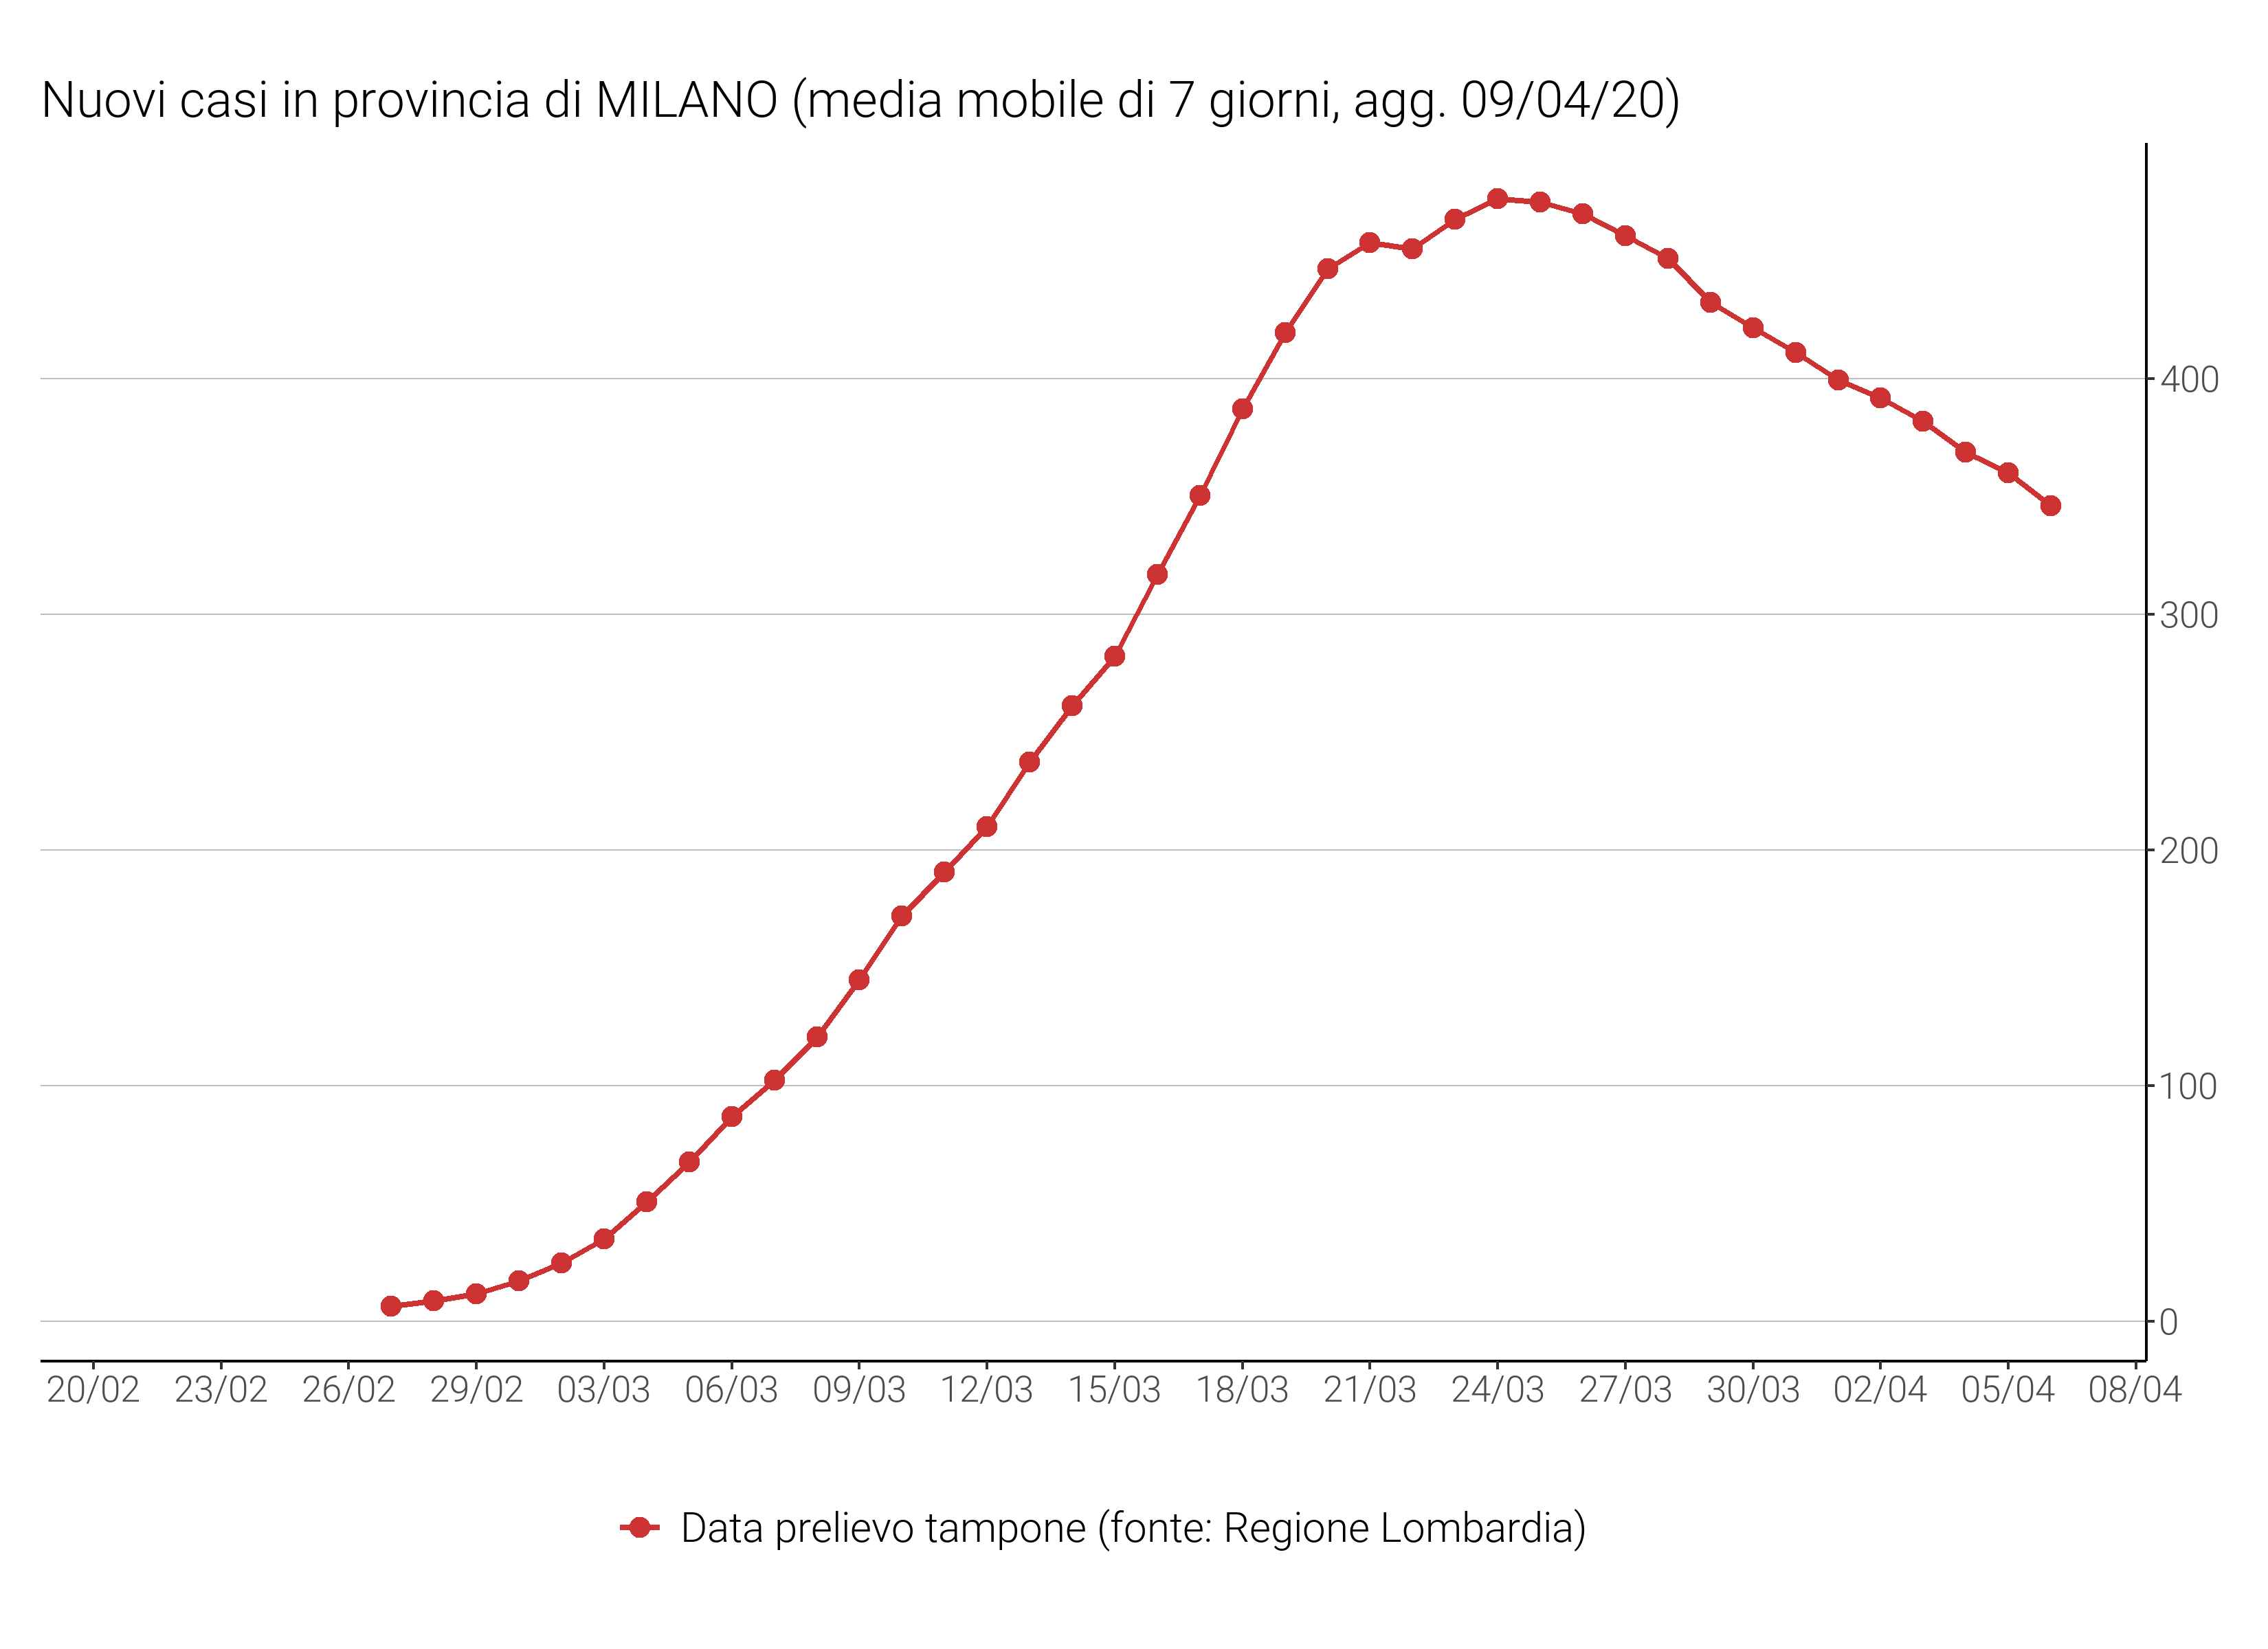 Nuovi casi in provincia di MILANO (media mobile di 7 giorni, agg. 09/04/20)
400
300
200
100
0
20/02 23/02 26/02 29/02 03/03 06/03 09/03 12/03 15/03 18/03 21/03 24/03 27/03 30/03 02/04 05/04 08/04
Data prelievo tampone (fonte: Regione Lombardia)